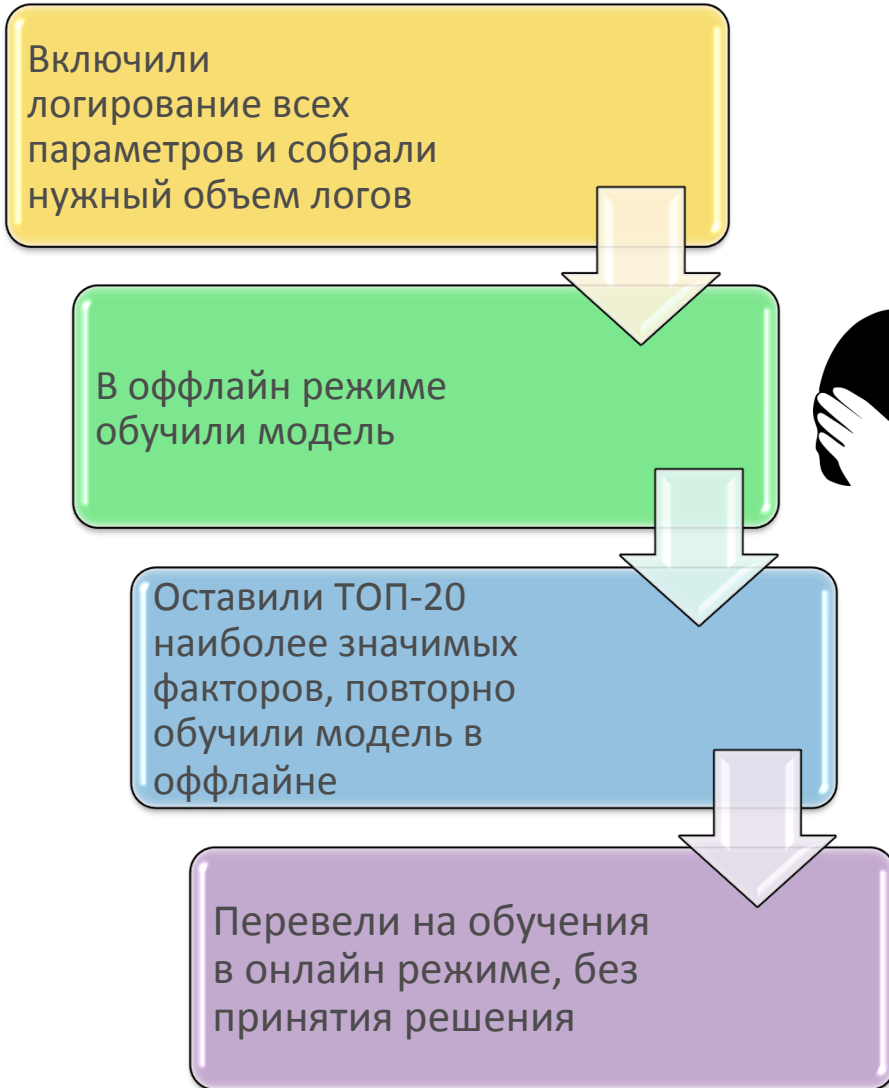 Включили
логирование всех
параметров и собрали
нужный объем логов
В оффлайн режиме
обучили модель
Оставили ТОП-20
наиболее значимых
факторов, повторно
обучили модель в
оффлайне
Перевели на обучения
в онлайн режиме, без
принятия решения